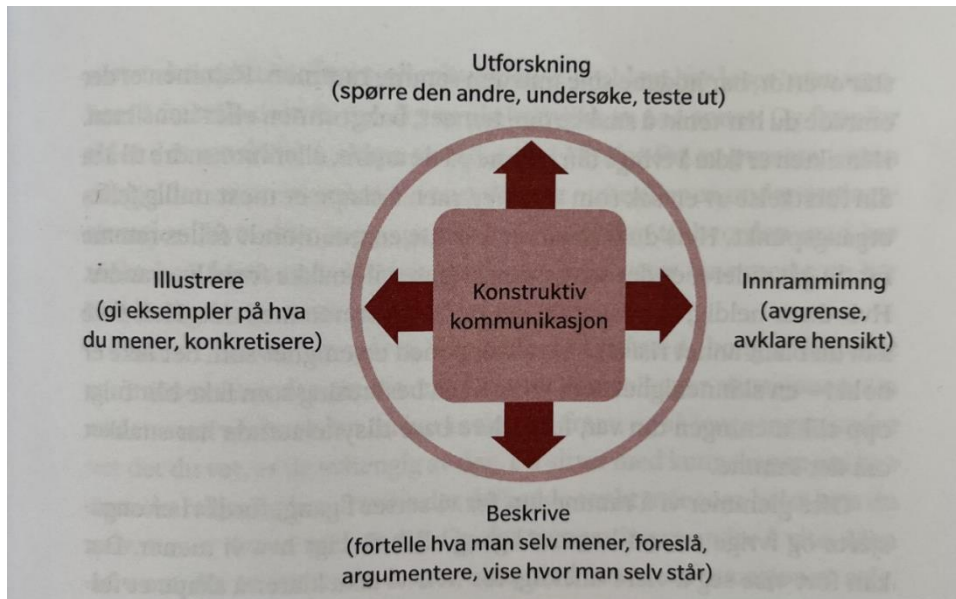 Utforskning
(spørre den andre, undersøke, teste ut)
Illustrere
(gi eksempler på hva
du mener, konkretisere)
Konstruktiv
kommunikasjon
Innrammimng
(avgrense,
avklare hensikt)
Beskrive
(fortelle hva man selv mener, foreslå,
argumentere, vise hvor man selv står)